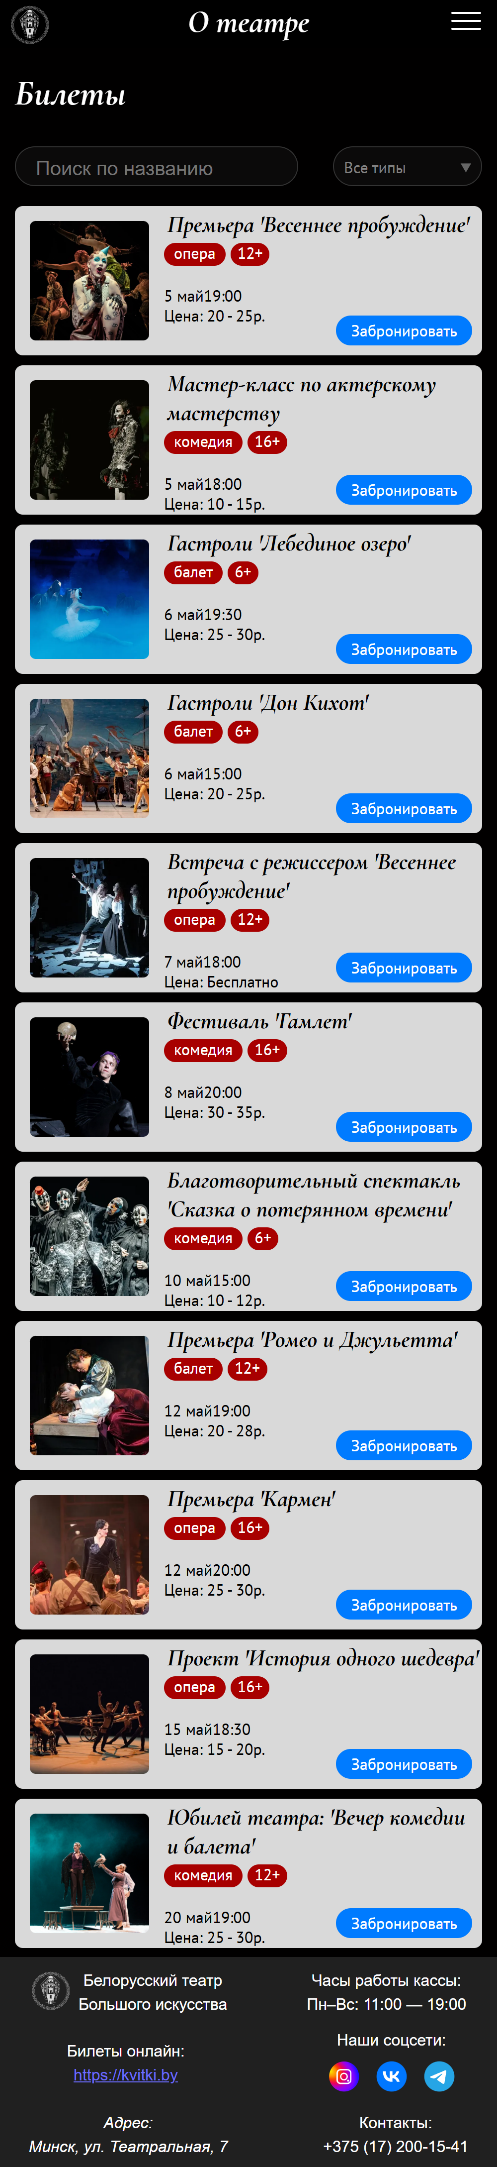 О театре
Билеты
Поиск по названию
Все типы
Премьера 'Весеннее пробуждение'
опера 12+
5 май19:00
Цена: 20 - 25р.
Забронировать
Мастер-класс по актерскому
мастерству
комедия 16+
5 май18:00
Цена: 10 - 15р.
Забронировать
Гастроли 'Лебединое озеро'
балет 6+
6 май19:30
Цена: 25 - 30р.
Забронировать
Гастроли 'Дон Кихот'
балет 6+
6 май15:00
Цена: 20 - 25р.
Забронировать
Встреча с режиссером 'Весеннее
пробуждение'
опера 12+
7 май18:00
Цена: Бесплатно
Забронировать
Фестиваль 'Гамлет'
комедия 16+
8 май20:00
Цена: 30 - 35р.
Забронировать
Благотворительный спектакль
'Сказка о потерянном времени'
комедия 6+
10 май15:00
Цена: 10 - 12р.
Забронировать
Премьера 'Ромео и Джульетта'
балет 12+
12 май19:00
Цена: 20 - 28р.
Забронировать
Премьера 'Кармен'
опера 16+
12 май20:00
Цена: 25 - 30р.
Забронировать
Проект 'История одного шедевра'
опера 16+
15 май18:30
Цена: 15 - 20р.
Забронировать
Юбилей театра: 'Вечер комедии
и балета'
комедия 12+
20 май19:00
Цена: 25 - 30р.
Забронировать
Белорусский театр
Большого искусства
Билеты онлайн:
https://kvitki.by
Адрес:
Минск, ул. Театральная, 7
Часы работы кассы:
Пн–Вс: 11:00 — 19:00
Наши соцсети:
Контакты:
+375 (17) 200-15-41